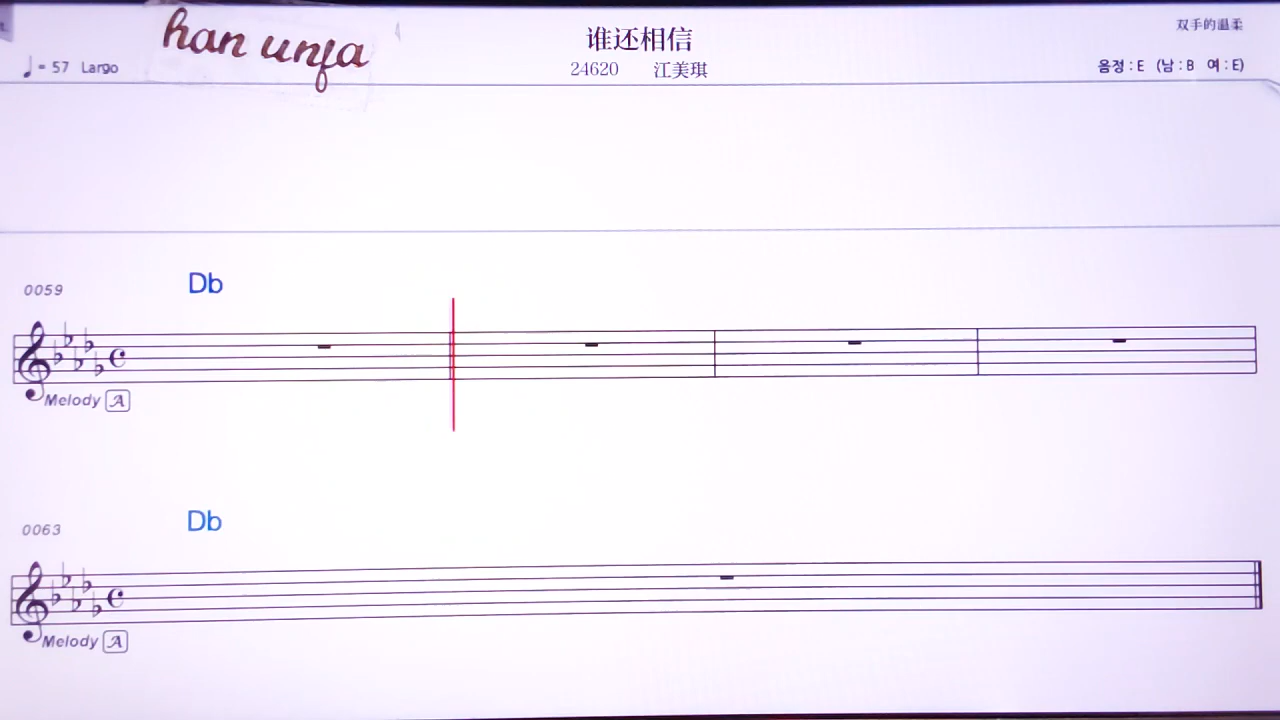 han unfa
谁还相信
双手的温柔
♩ = 57 Largo
24620 江美琪
음정 : E (남 : B 여 : E)
0059
Db
Melody A
0063
Db
Melody A